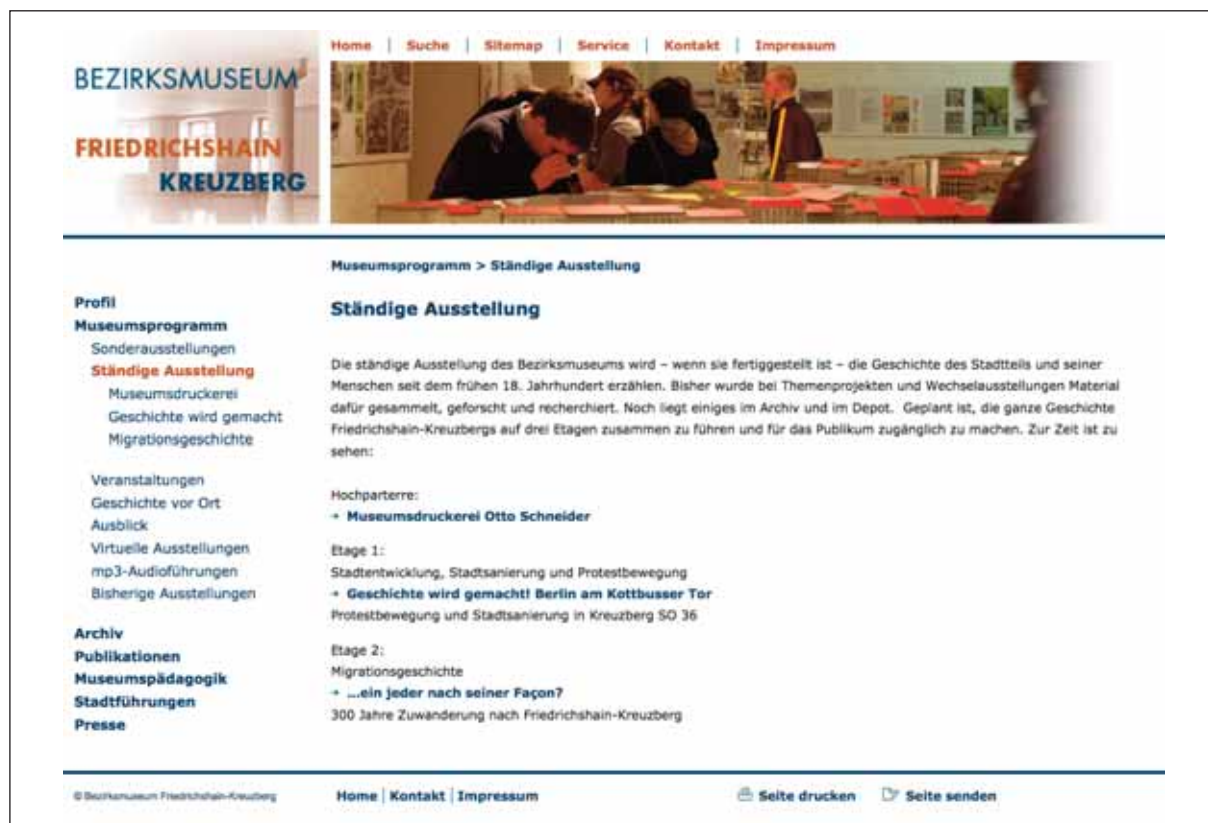 Home | Suche | Sitemap | Service | Kontakt | Impressum
BEZIRKSMUSEUM
FRIEDRICHSHAIN
KREUZBERG
Museumsprogramm > Ständige Ausstellung
Profil
Museumsprogramm
Sonderausstellungen
Ständige Ausstellung
Museumsdruckerei
Geschichte wird gemacht
Migrationsgeschichte
Veranstaltungen
Geschichte vor Ort
Ausblick
Virtuelle Ausstellungen
mp3-Audioführungen
Bisherige Ausstellungen
Archiv
Publikationen
Museumspädagogik
Stadtführungen
Presse
Ständige Ausstellung
Die ständige Ausstellung des Bezirksmuseums wird – wenn sie fertiggestellt ist – die Geschichte des Stadtteils und seiner
Menschen seit dem frühen 18. Jahrhundert erzählen. Bisher wurde bei Themenprojekten und Wechselausstellungen Material
dafür gesammelt, geforscht und recherchiert. Noch liegt einiges im Archiv und im Depot. Geplant ist, die ganze Geschichte
Friedrichshain-Kreuzbergs auf drei Etagen zusammen zu führen und für das Publikum zugänglich zu machen. Zur Zeit ist zu
sehen:
Hochparterre:
→ Museumsdruckerei Otto Schneider
Etage 1:
Stadtentwicklung, Stadtsanierung und Protestbewegung
→ Geschichte wird gemacht! Berlin am Kottbusser Tor
Protestbewegung und Stadtsanierung in Kreuzberg SO 36
Etage 2:
Migrationsgeschichte
→ ...ein jeder nach seiner Façon?
300 Jahre Zuwanderung nach Friedrichshain-Kreuzberg
© Bezirksmuseum Friedrichshain-Kreuzberg
Home | Kontakt | Impressum
Seite drucken
Seite senden